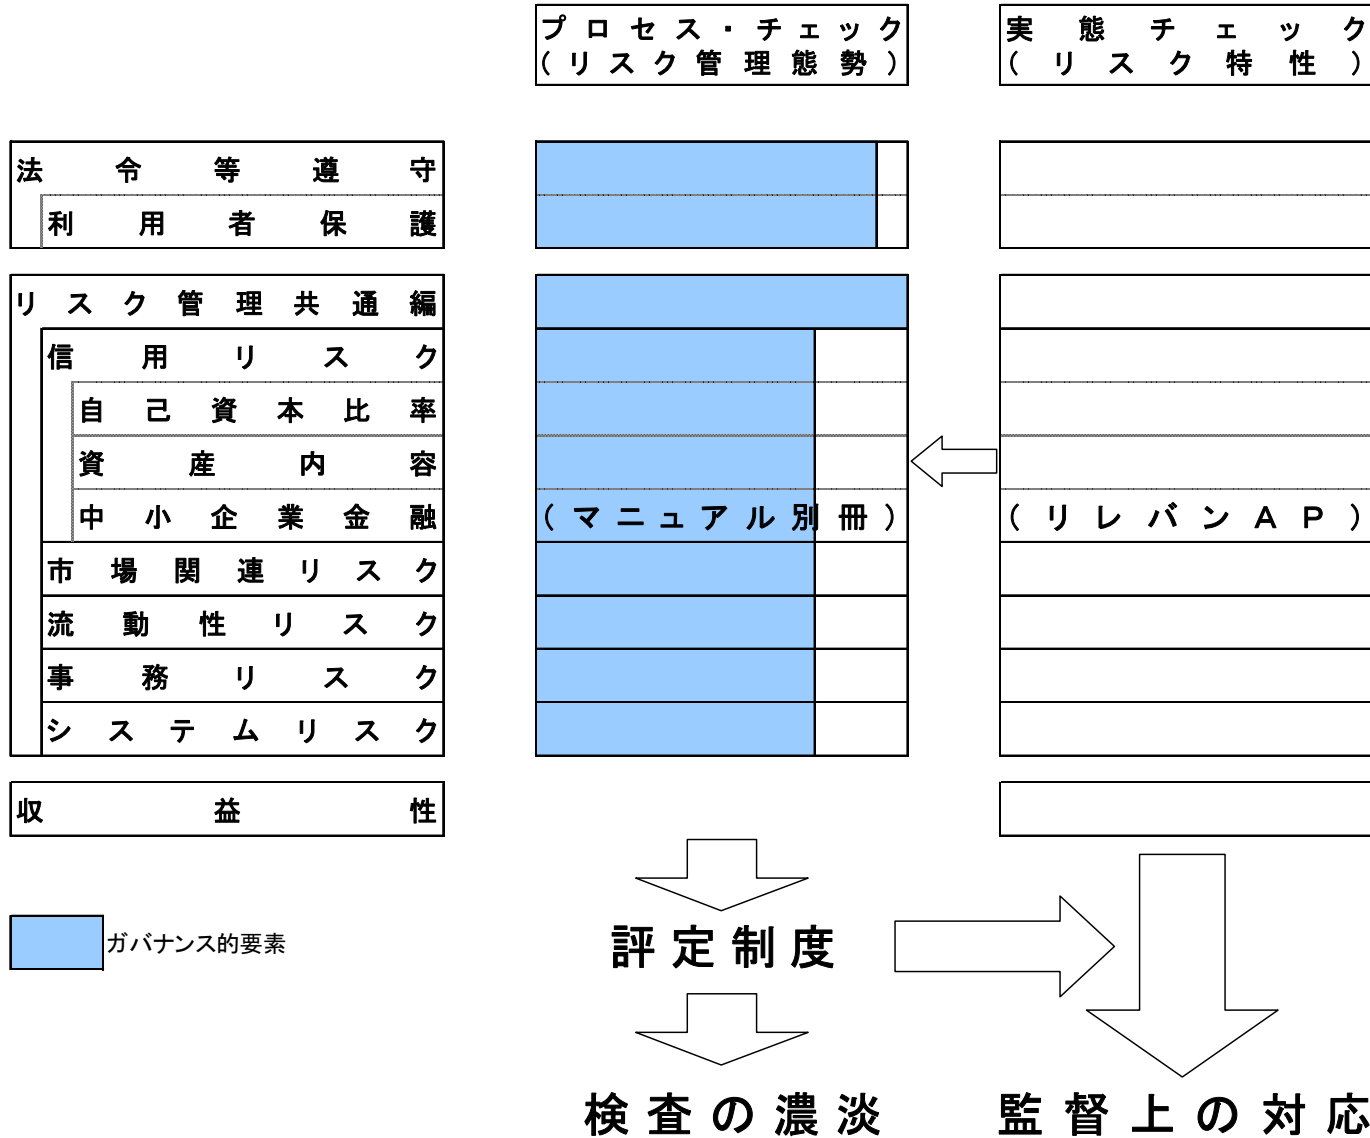 プロセス・チェック
(リスク管理態勢)
実態チェック
(リスク特性)
法令等遵守
利用者保護
リスク管理共通編
信用リスク
自己資本比率
資産内容
中小企業金融
(マニュアル別冊)
(リレバンAP)
市場関連リスク
流動性リスク
事務リスク
システムリスク
収益性
ガバナンス的要素
評定制度
検査の濃淡
監督上の対応